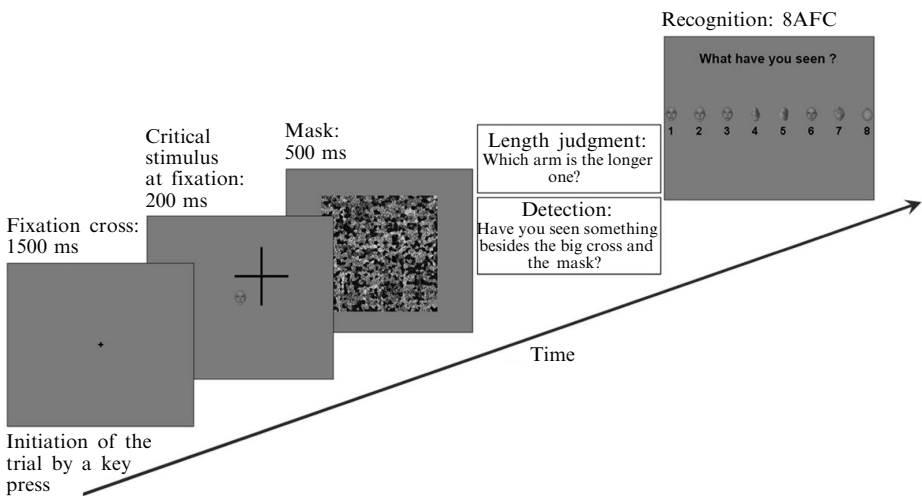 Recognition: 8AFC
What have you seen ?
1 2 3 4 5 6 7 8
Critical
stimulus
at fixation:
200 ms
Mask:
500 ms
Length judgment:
Which arm is the longer
one?
Detection:
Have you seen something
besides the big cross and
the mask?
Fixation cross:
1500 ms
Time
Initiation of the
trial by a key
press